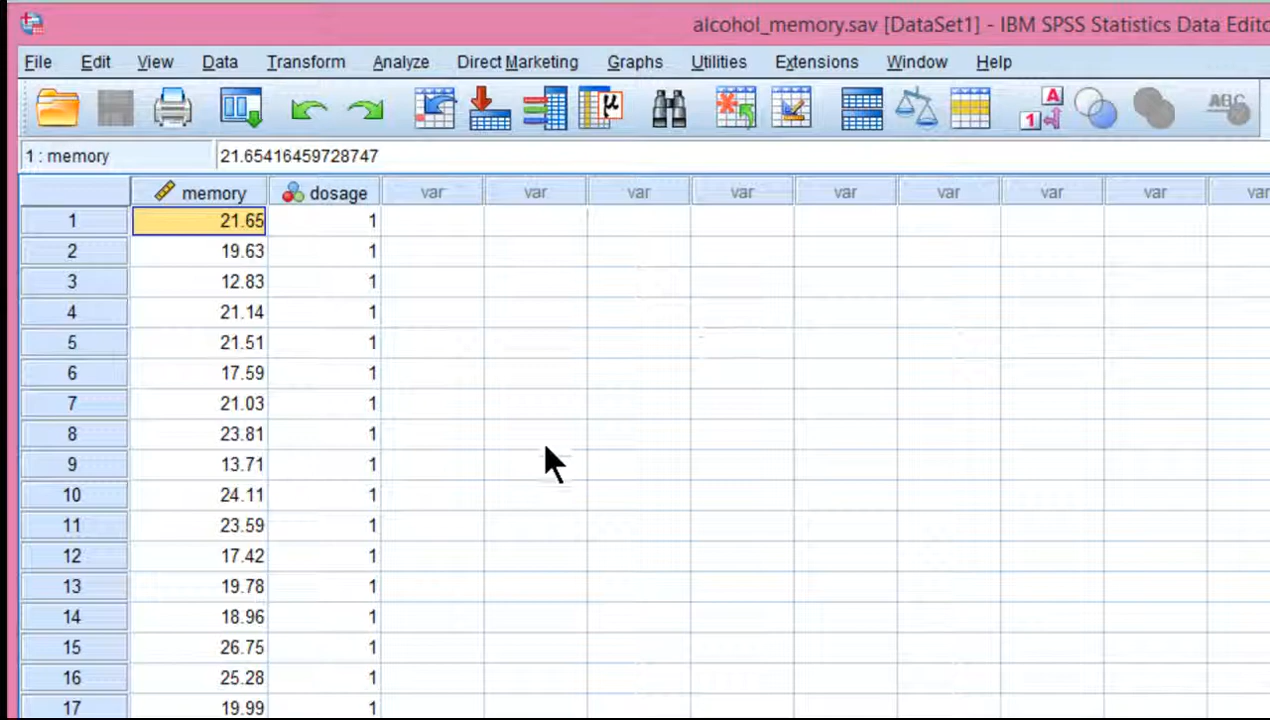 alcohol_memory.sav [DataSet1] - IBM SPSS Statistics Data Edito
File Edit View Data Transform Analyze Direct Marketing Graphs Utilities Extensions Window Help
μ A 1 ABC
1 : memory 21.65416459728747
memory dosage var var var var var var var var var
1 21.65 1
2 19.63 1
3 12.83 1
4 21.14 1
5 21.51 1
6 17.59 1
7 21.03 1
8 23.81 1
9 13.71 1
10 24.11 1
11 23.59 1
12 17.42 1
13 19.78 1
14 18.96 1
15 26.75 1
16 25.28 1
17 19.99 1